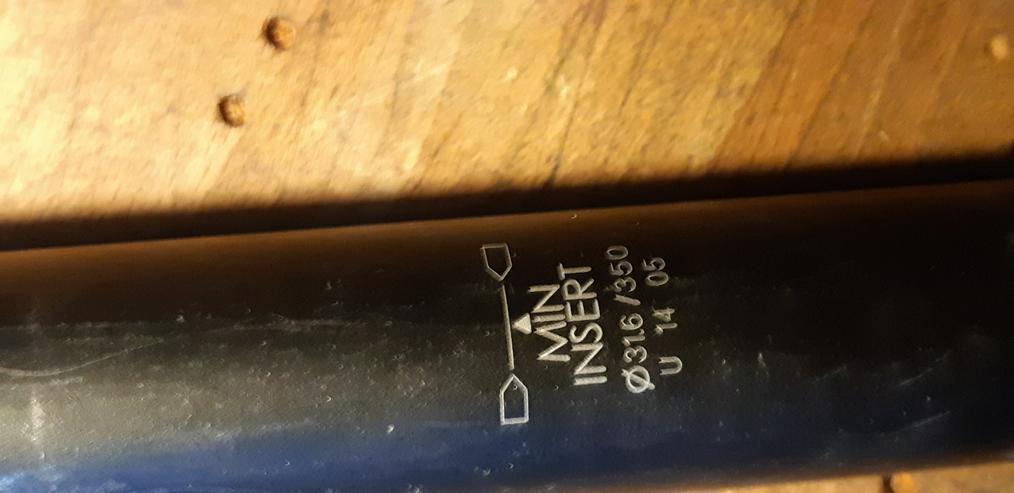 MIN
INSERT
Ø31.6/350
U 14 05